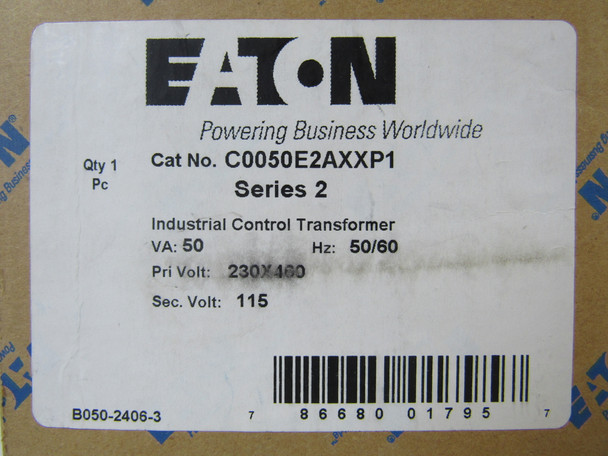 EATON
Powering Business Worldwide
Qty 1
Pc
Cat No. C0050E2AXXP1
Series 2
Industrial Control Transformer
VA: 50 Hz: 50/60
Pri Volt: 230X460
Sec. Volt: 115
B050-2406-3
7 86680 01795 7